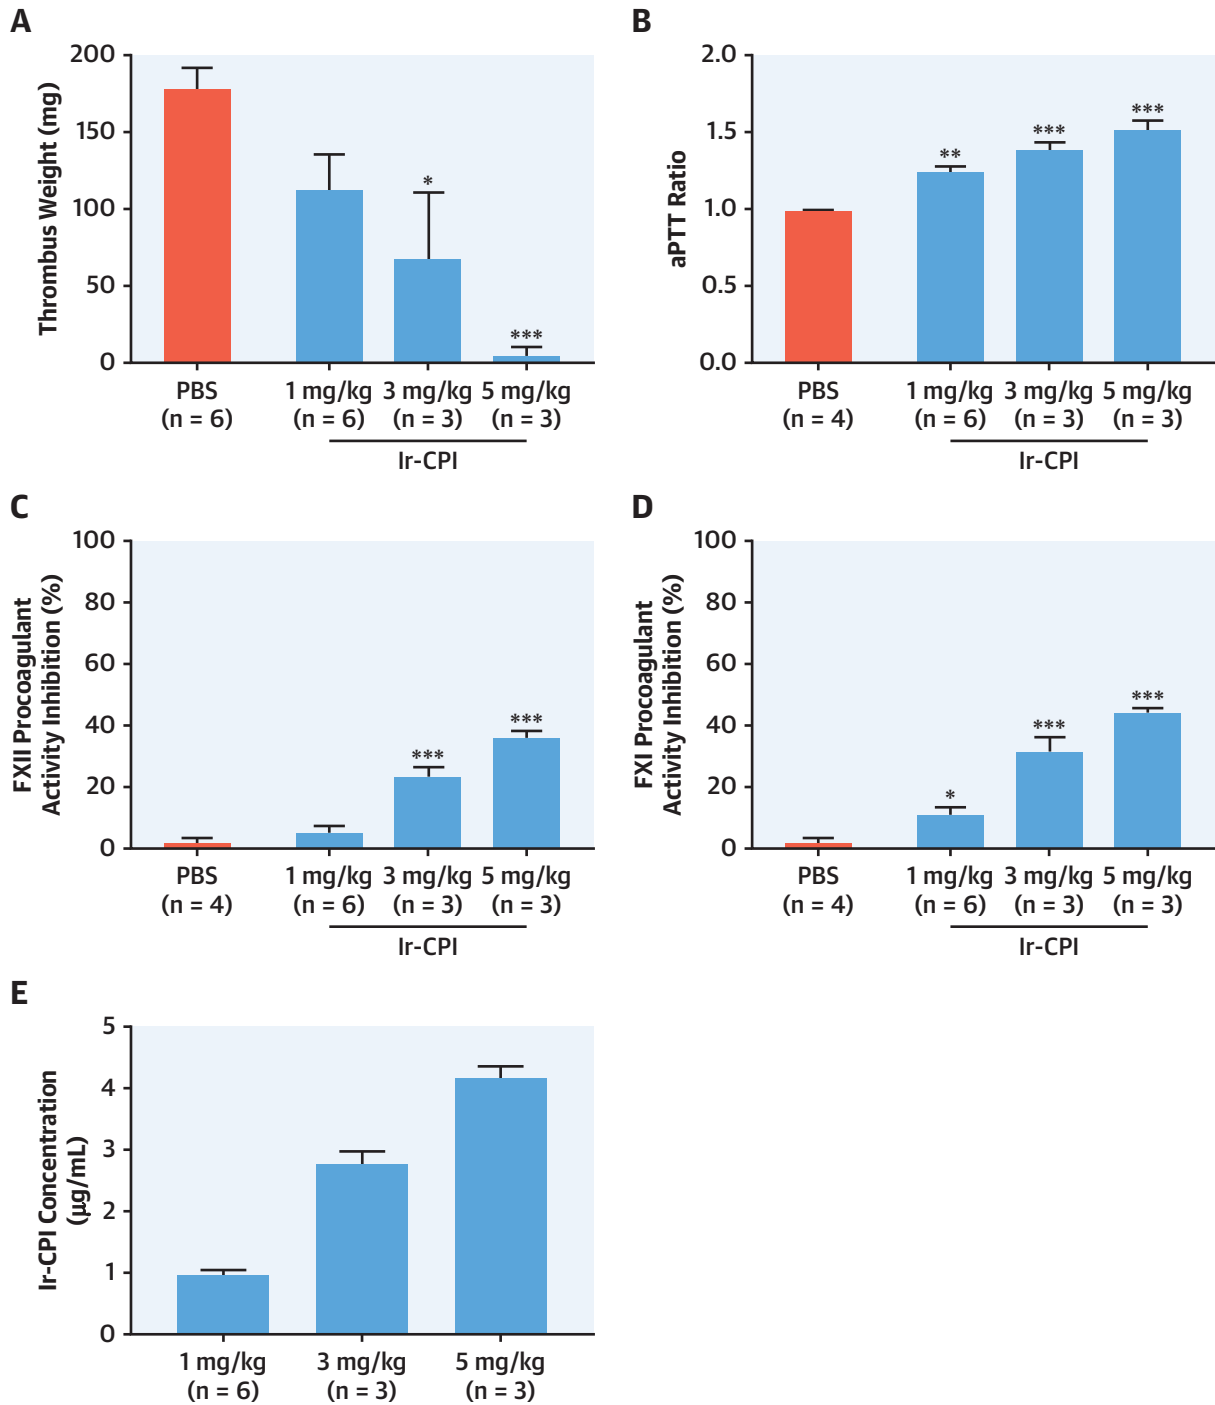 A
Thrombus Weight (mg)
200
150
100
50
0
*
***
PBS
(n = 6)
1 mg/kg
(n = 6)
3 mg/kg
(n = 3)
5 mg/kg
(n = 3)
Ir-CPI
B
aPTT Ratio
2.0
1.5
1.0
0.5
0.0
**
***
***
PBS
(n = 4)
1 mg/kg
(n = 6)
3 mg/kg
(n = 3)
5 mg/kg
(n = 3)
Ir-CPI
C
FXII Procoagulant
Activity Inhibition (%)
100
80
60
40
20
0
***
***
PBS
(n = 4)
1 mg/kg
(n = 6)
3 mg/kg
(n = 3)
5 mg/kg
(n = 3)
Ir-CPI
D
FXI Procoagulant
Activity Inhibition (%)
100
80
60
40
20
0
*
***
***
PBS
(n = 4)
1 mg/kg
(n = 6)
3 mg/kg
(n = 3)
5 mg/kg
(n = 3)
Ir-CPI
E
Ir-CPI Concentration
(μg/mL)
5
4
3
2
1
0
1 mg/kg
(n = 6)
3 mg/kg
(n = 3)
5 mg/kg
(n = 3)